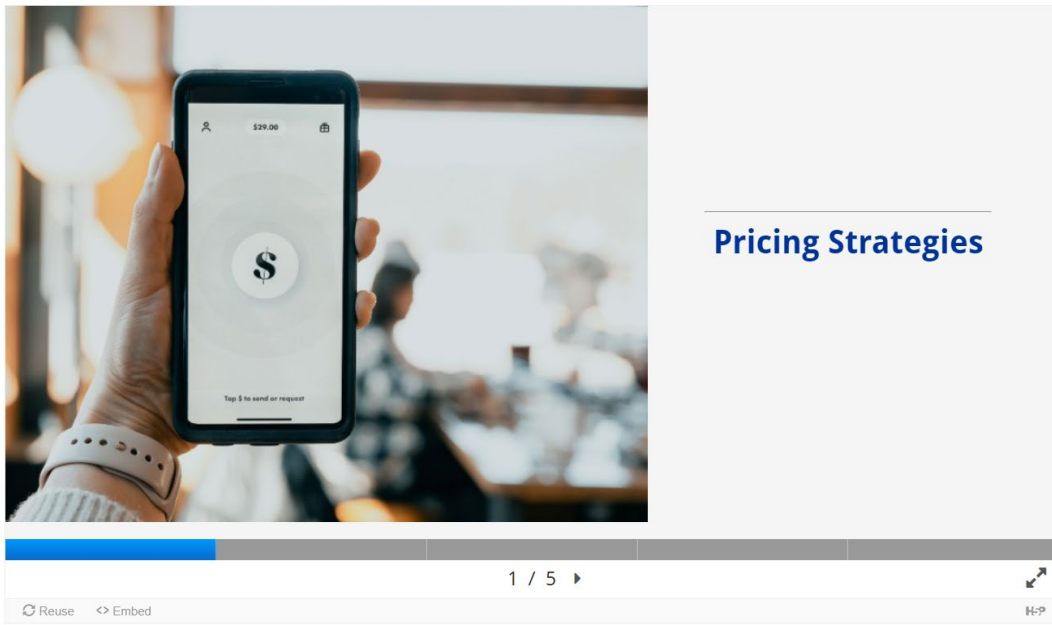 $29.00
$
Tap $ to send or request
Pricing Strategies
1 / 5
Reuse
Embed
H-P